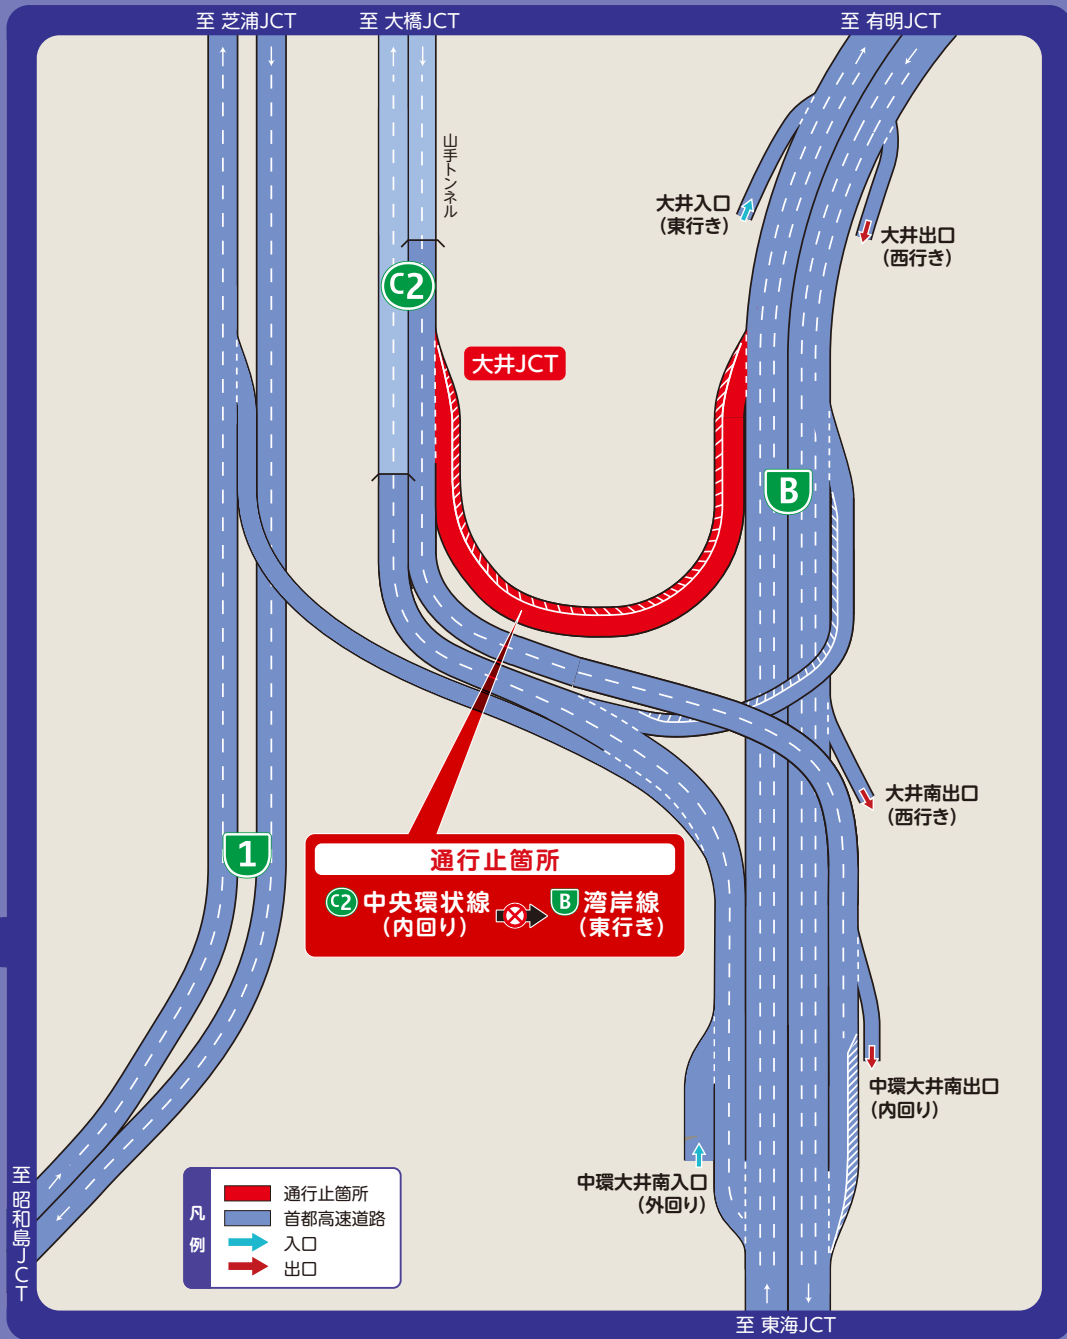 至 芝浦JCT
至 大橋JCT
至 有明JCT
山手トンネル
大井入口
(東行き)
大井出口
(西行き)
C2
大井JCT
B
大井南出口
(西行き)
1
通行止箇所
C2 中央環状線
(内回り)
B 湾岸線
(東行き)
中環大井南出口
(内回り)
中環大井南入口
(外回り)
至 昭和島JCT
凡例
通行止箇所
首都高速道路
入口
出口
至 東海JCT